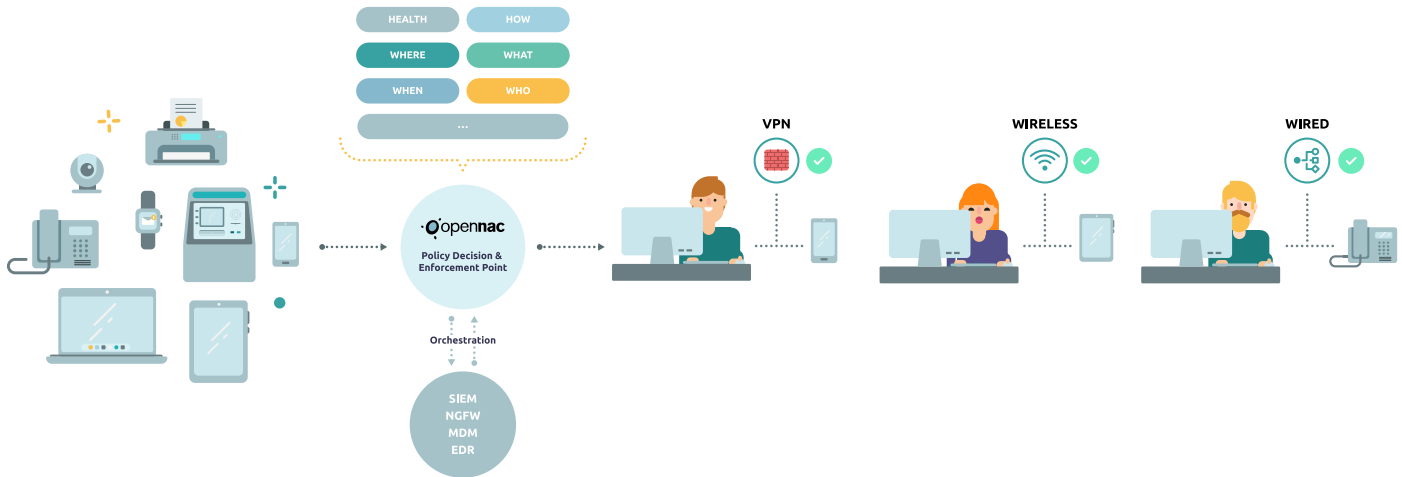 HEALTH
HOW
WHERE
WHAT
WHEN
WHO
...
opennac
Policy Decision &
Enforcement Point
Orchestration
SIEM
NGFW
MDM
EDR
VPN
WIRELESS
WIRED